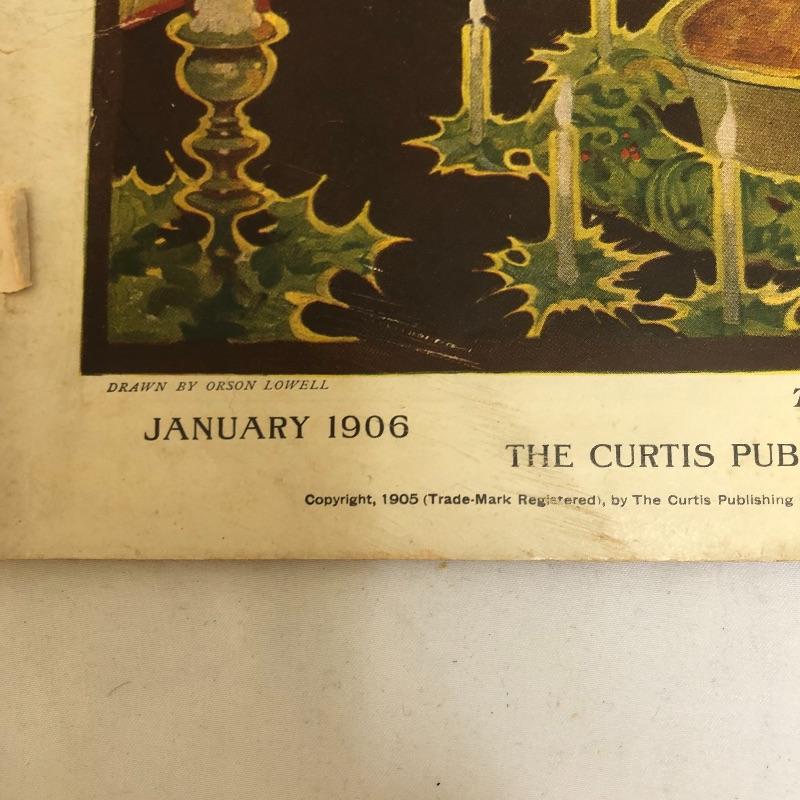 DRAWN BY ORSON LOWELL
JANUARY 1906
THE CURTIS PUB
Copyright, 1905 (Trade-Mark Registered), by The Curtis Publishing